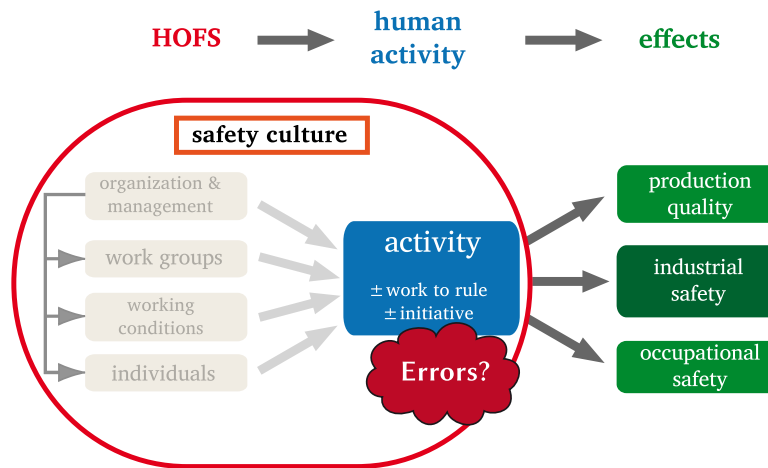 HOFS
human
activity
effects
safety culture
organization &
management
work groups
working
conditions
individuals
activity
± work to rule
± initiative
Errors?
production
quality
industrial
safety
occupational
safety